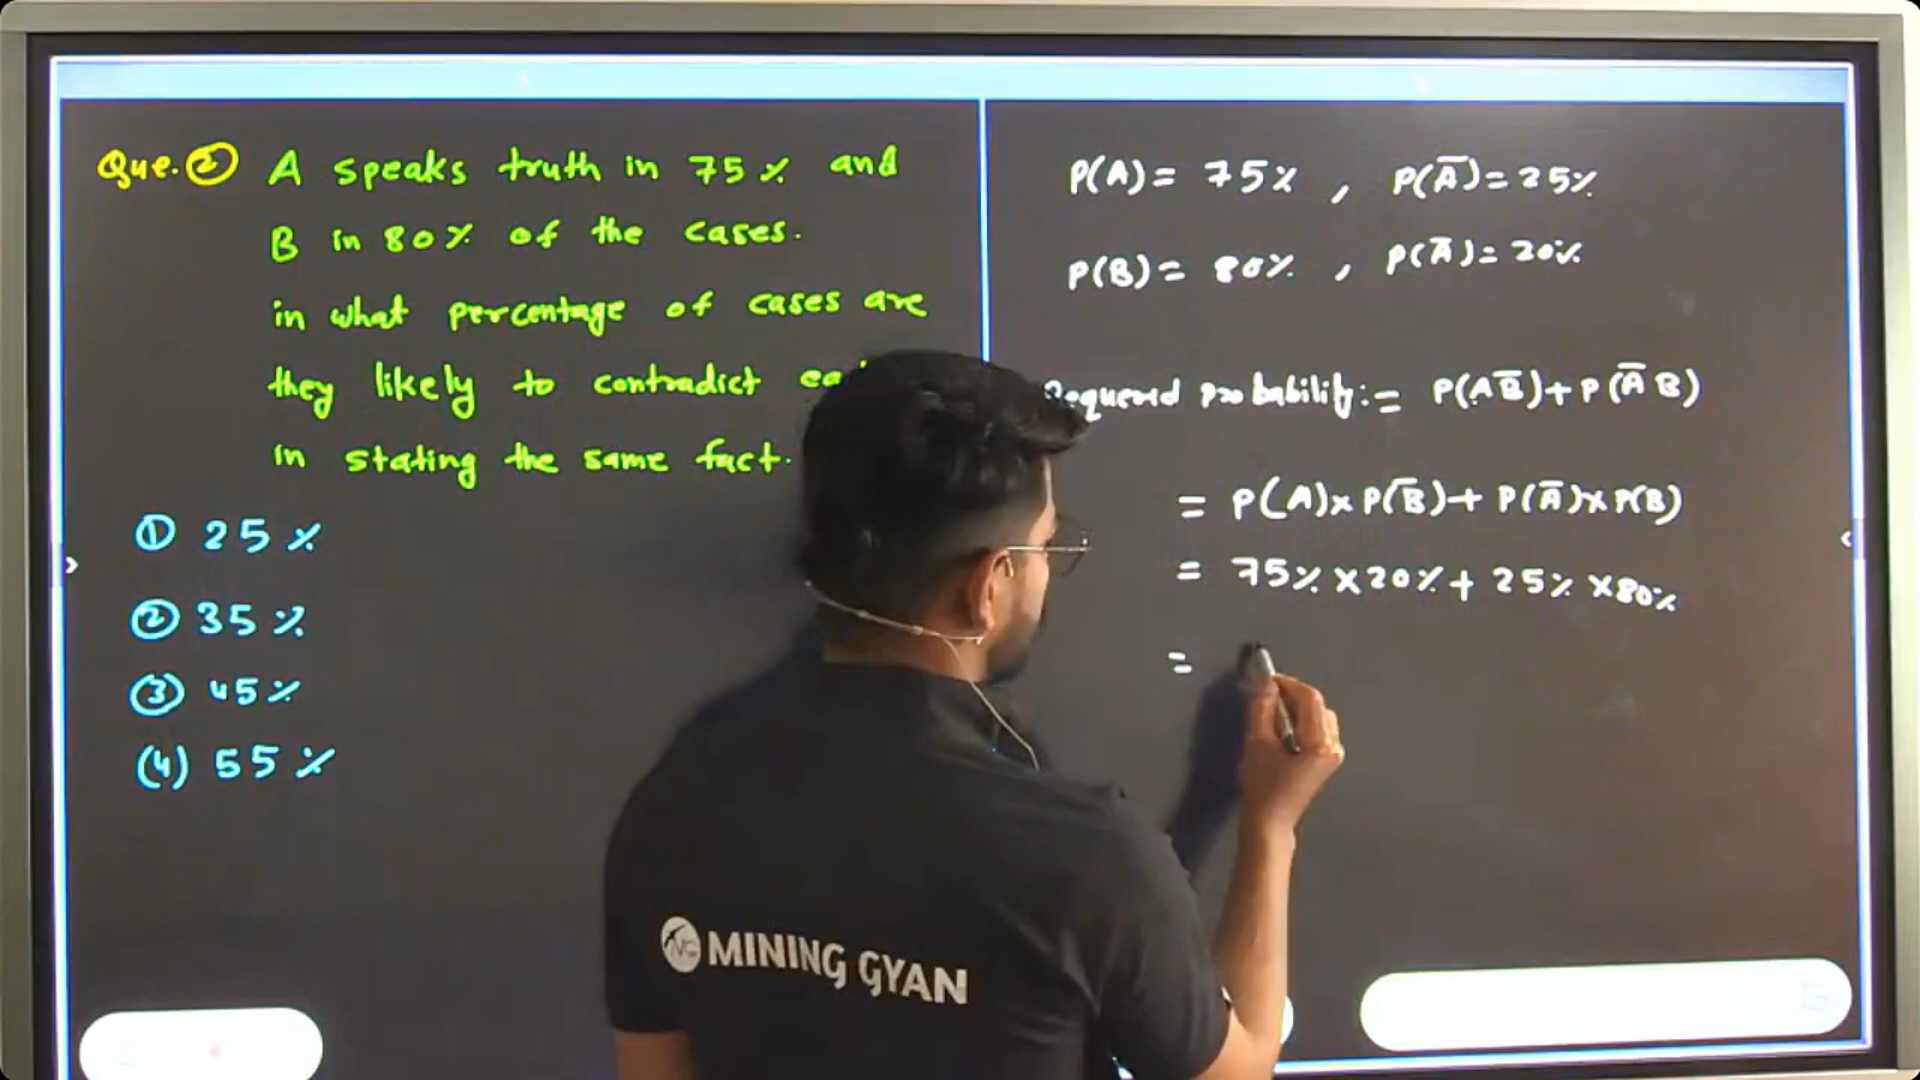 Que. ② A speaks truth in 75% and
B in 80% of the cases.
in what percentage of cases are
they likely to contradict
in stating the same fact.
① 25%
② 35%
③ 45%
(4) 55%
P(A) = 75% , P(Ā) = 25%
P(B) = 80% , P(Ā) = 20%
Requered probability:= P(AB̄) + P(ĀB)
= P(A) × P(B̄) + P(Ā) × P(B)
= 75% × 20% + 25% × 80%
=
MINING GYAN